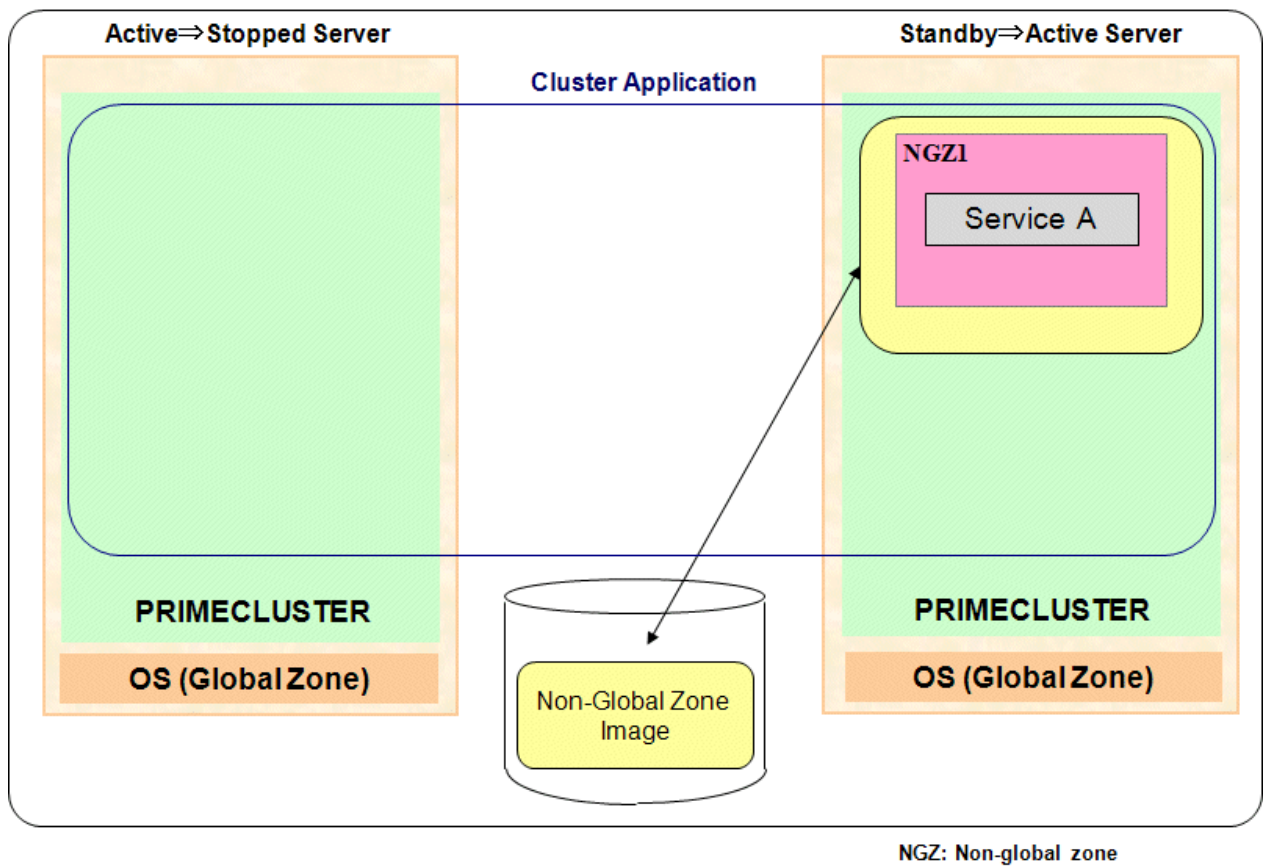 Active⇒Stopped Server
Standby⇒Active Server
Cluster Application
NGZ1
Service A
PRIMECLUSTER
PRIMECLUSTER
OS (Global Zone)
OS (Global Zone)
Non-Global Zone
Image
NGZ: Non-global zone